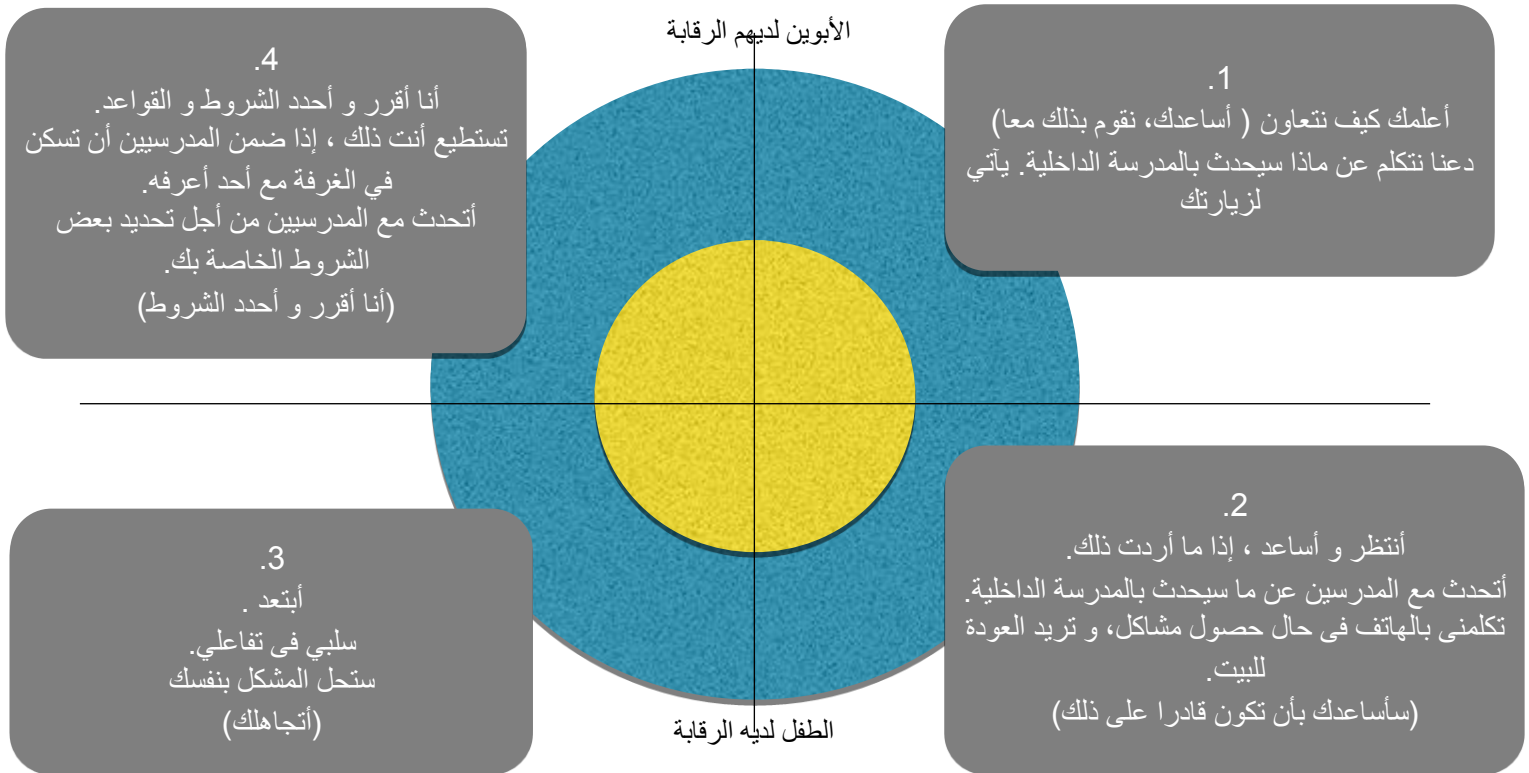 الأبوين لديهم الرقابة
.1
أعلمك كيف نتعاون ( أساعدك، نقوم بذلك معا)
دعنا نتكلم عن ماذا سيحدث بالمدرسة الداخلية. يآتي
لزيارتك
.4
أنا أقرر و أحدد الشروط و القواعد.
تستطيع أنت ذلك ، إذا ضمن المدرسيين أن تسكن
في الغرفة مع أحد أعرفه.
أتحدث مع المدرسيين من أجل تحديد بعض
الشروط الخاصة بك.
(أنا أقرر و أحدد الشروط)
.2
أنتظر و أساعد ، إذا ما أردت ذلك.
أتحدث مع المدرسين عن ما سيحدث بالمدرسة الداخلية.
تكلمنى بالهاتف فى حال حصول مشاكل، و تريد العودة
للبيت.
(سأساعدك بأن تكون قادرا على ذلك)
.3
أبتعد .
سلبي فى تفاعلي.
ستحل المشكل بنفسك
(أتجاهلك)
الطفل لديه الرقابة